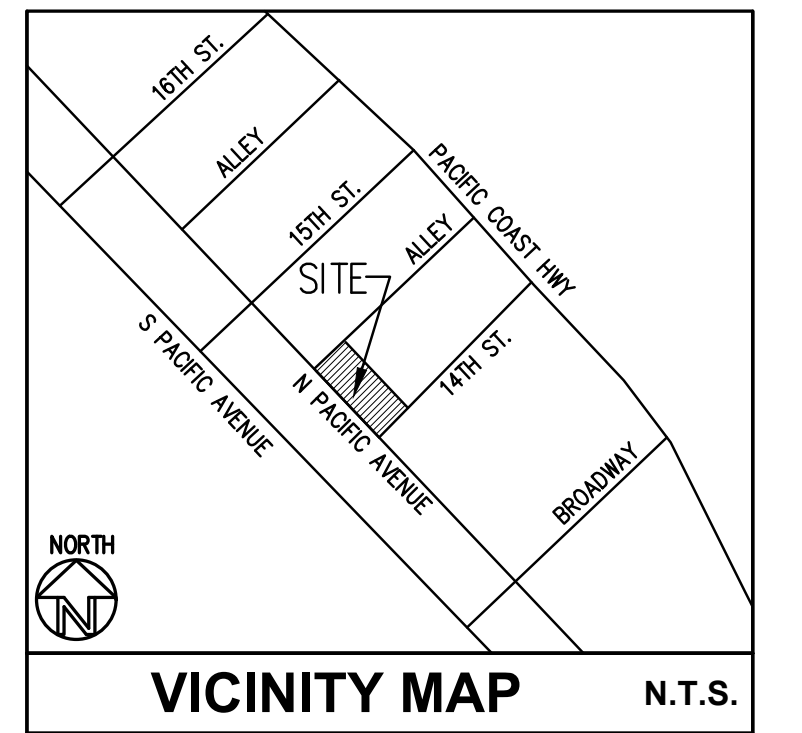 16TH ST.
ALLEY
PACIFIC COAST HWY
15TH ST.
ALLEY
SITE
S PACIFIC AVENUE
N PACIFIC AVENUE
14TH ST.
BROADWAY
NORTH
N
VICINITY MAP N.T.S.